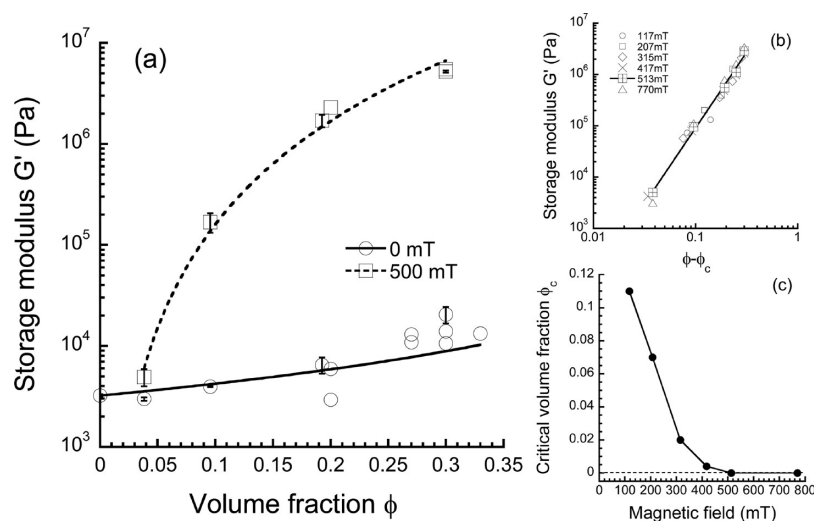 (a)
Storage modulus G' (Pa)
10^7
10^6
10^5
10^4
10^3
0 mT
500 mT
0 0.05 0.1 0.15 0.2 0.25 0.3 0.35
Volume fraction ϕ
(b)
Storage modulus G' (Pa)
10^7
10^6
10^5
10^4
10^3
117mT
207mT
315mT
417mT
513mT
770mT
0.01 0.1 1
ϕ-ϕ_c
(c)
Critical volume fraction ϕ_c
0.12
0.1
0.08
0.06
0.04
0.02
0
0 100 200 300 400 500 600 700 800
Magnetic field (mT)